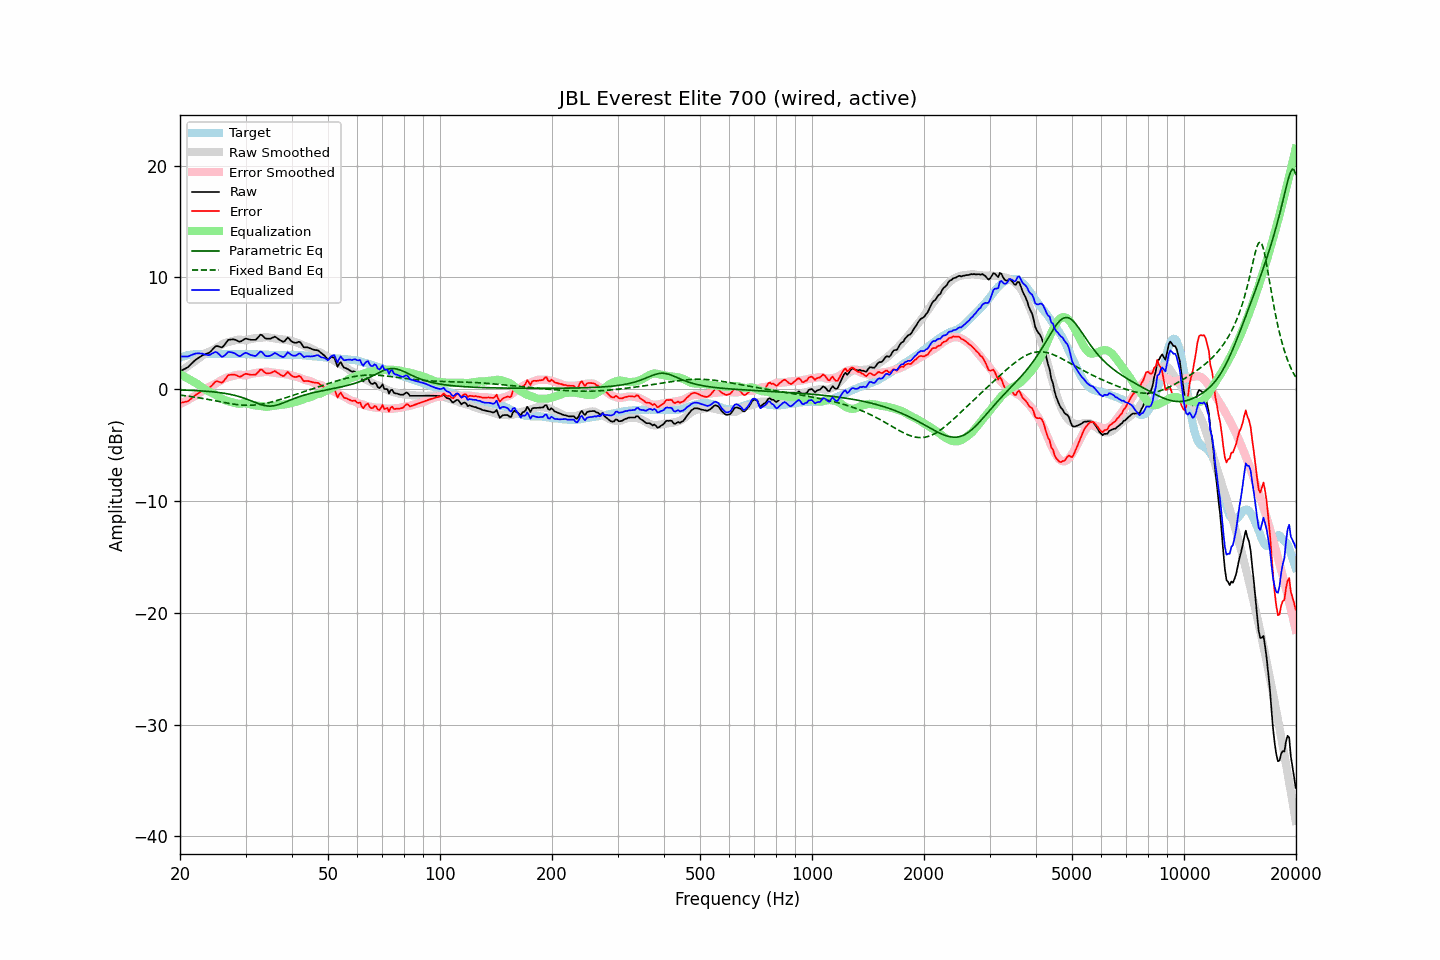 JBL Everest Elite 700 (wired, active)
Target
Raw Smoothed
Error Smoothed
Raw
Error
Equalization
Parametric Eq
Fixed Band Eq
Equalized
Amplitude (dBr)
20
10
0
−10
−20
−30
−40
20 50 100 200 500 1000 2000 5000 10000 20000
Frequency (Hz)